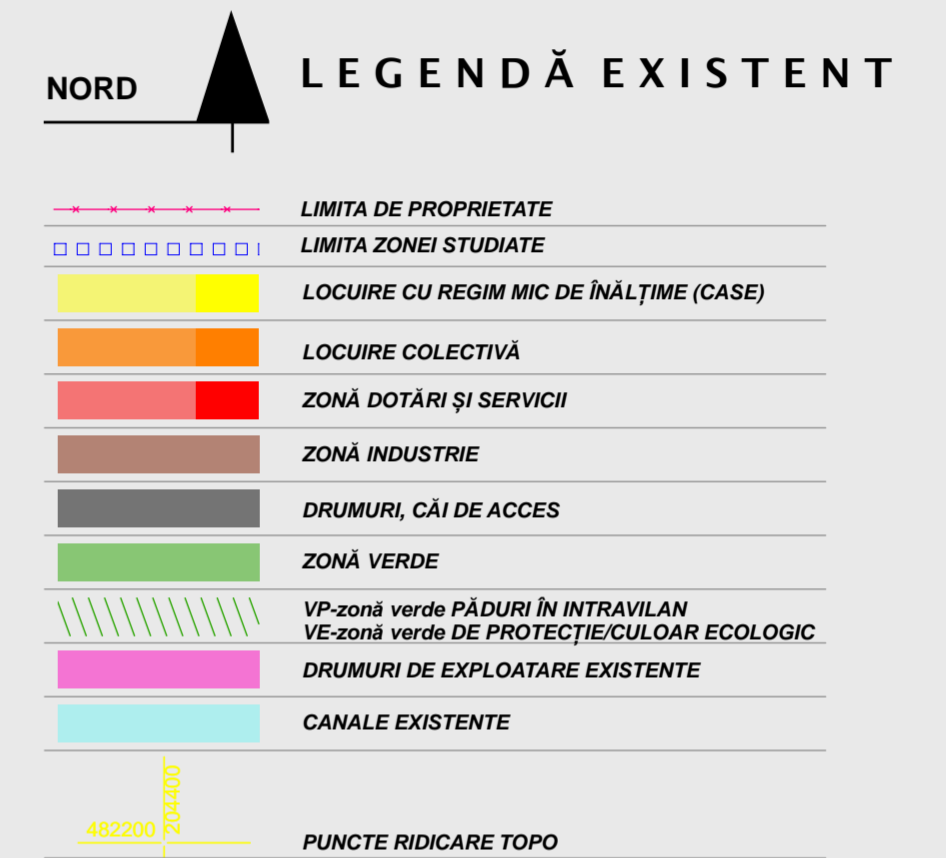 NORD
LEGENDĂ EXISTENT
LIMITA DE PROPRIETATE
LIMITA ZONEI STUDIATE
LOCUIRE CU REGIM MIC DE ÎNĂLȚIME (CASE)
LOCUIRE COLECTIVĂ
ZONĂ DOTĂRI ȘI SERVICII
ZONĂ INDUSTRIE
DRUMURI, CĂI DE ACCES
ZONĂ VERDE
VP-zonă verde PĂDURI ÎN INTRAVILAN
VE-zonă verde DE PROTECȚIE/CULOAR ECOLOGIC
DRUMURI DE EXPLOATARE EXISTENTE
CANALE EXISTENTE
204400
482200
PUNCTE RIDICARE TOPO